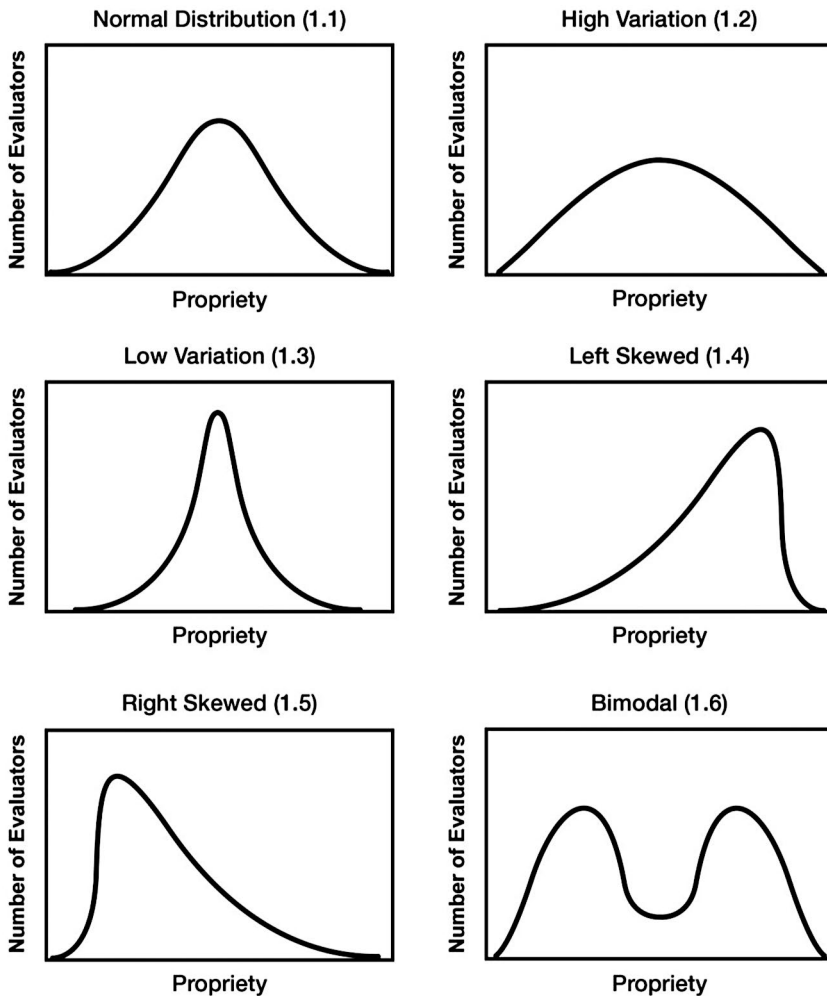 Normal Distribution (1.1)
Number of Evaluators
Propriety
High Variation (1.2)
Number of Evaluators
Propriety
Low Variation (1.3)
Number of Evaluators
Propriety
Left Skewed (1.4)
Number of Evaluators
Propriety
Right Skewed (1.5)
Number of Evaluators
Propriety
Bimodal (1.6)
Number of Evaluators
Propriety